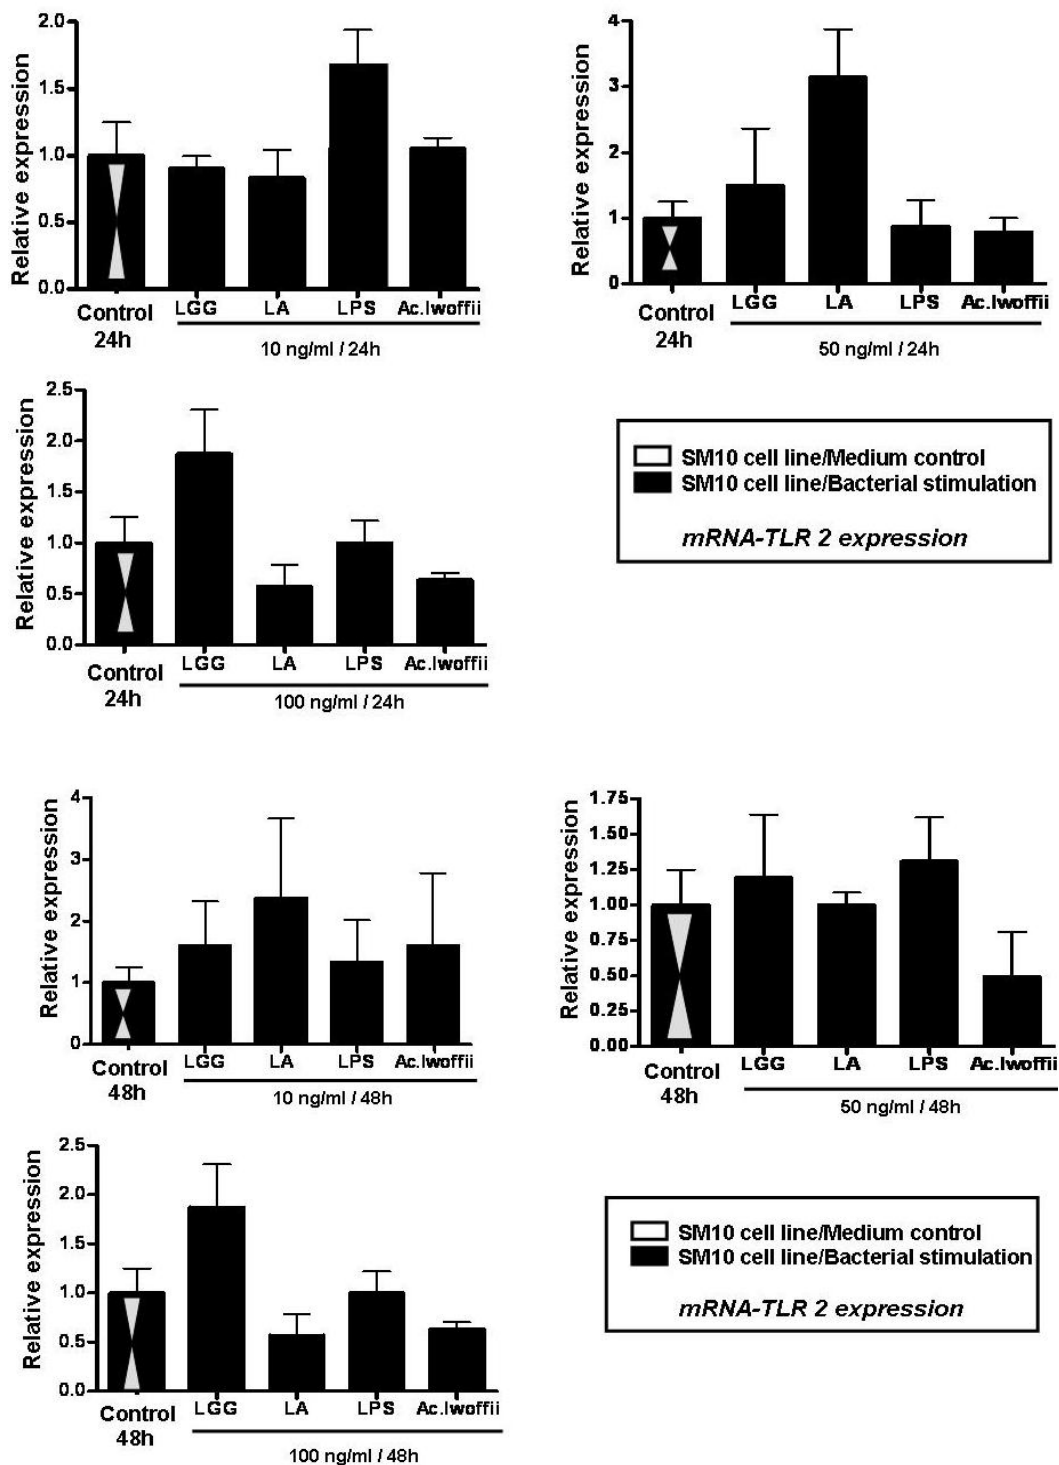 2.0
1.5
1.0
0.5
0.0
Relative expression
Control
24h
LGG LA LPS Ac.lwoffii
10 ng/ml / 24h
4
3
2
1
0
Relative expression
Control
24h
LGG LA LPS Ac.lwoffii
50 ng/ml / 24h
2.5
2.0
1.5
1.0
0.5
0.0
Relative expression
Control
24h
LGG LA LPS Ac.lwoffii
100 ng/ml / 24h
SM10 cell line/Medium control
SM10 cell line/Bacterial stimulation
mRNA-TLR 2 expression
4
3
2
1
0
Relative expression
Control
48h
LGG LA LPS Ac.lwoffii
10 ng/ml / 48h
1.75
1.50
1.25
1.00
0.75
0.50
0.25
0.00
Relative expression
Control
48h
LGG LA LPS Ac.lwoffii
50 ng/ml / 48h
2.5
2.0
1.5
1.0
0.5
0.0
Relative expression
Control
48h
LGG LA LPS Ac.lwoffii
100 ng/ml / 48h
SM10 cell line/Medium control
SM10 cell line/Bacterial stimulation
mRNA-TLR 2 expression